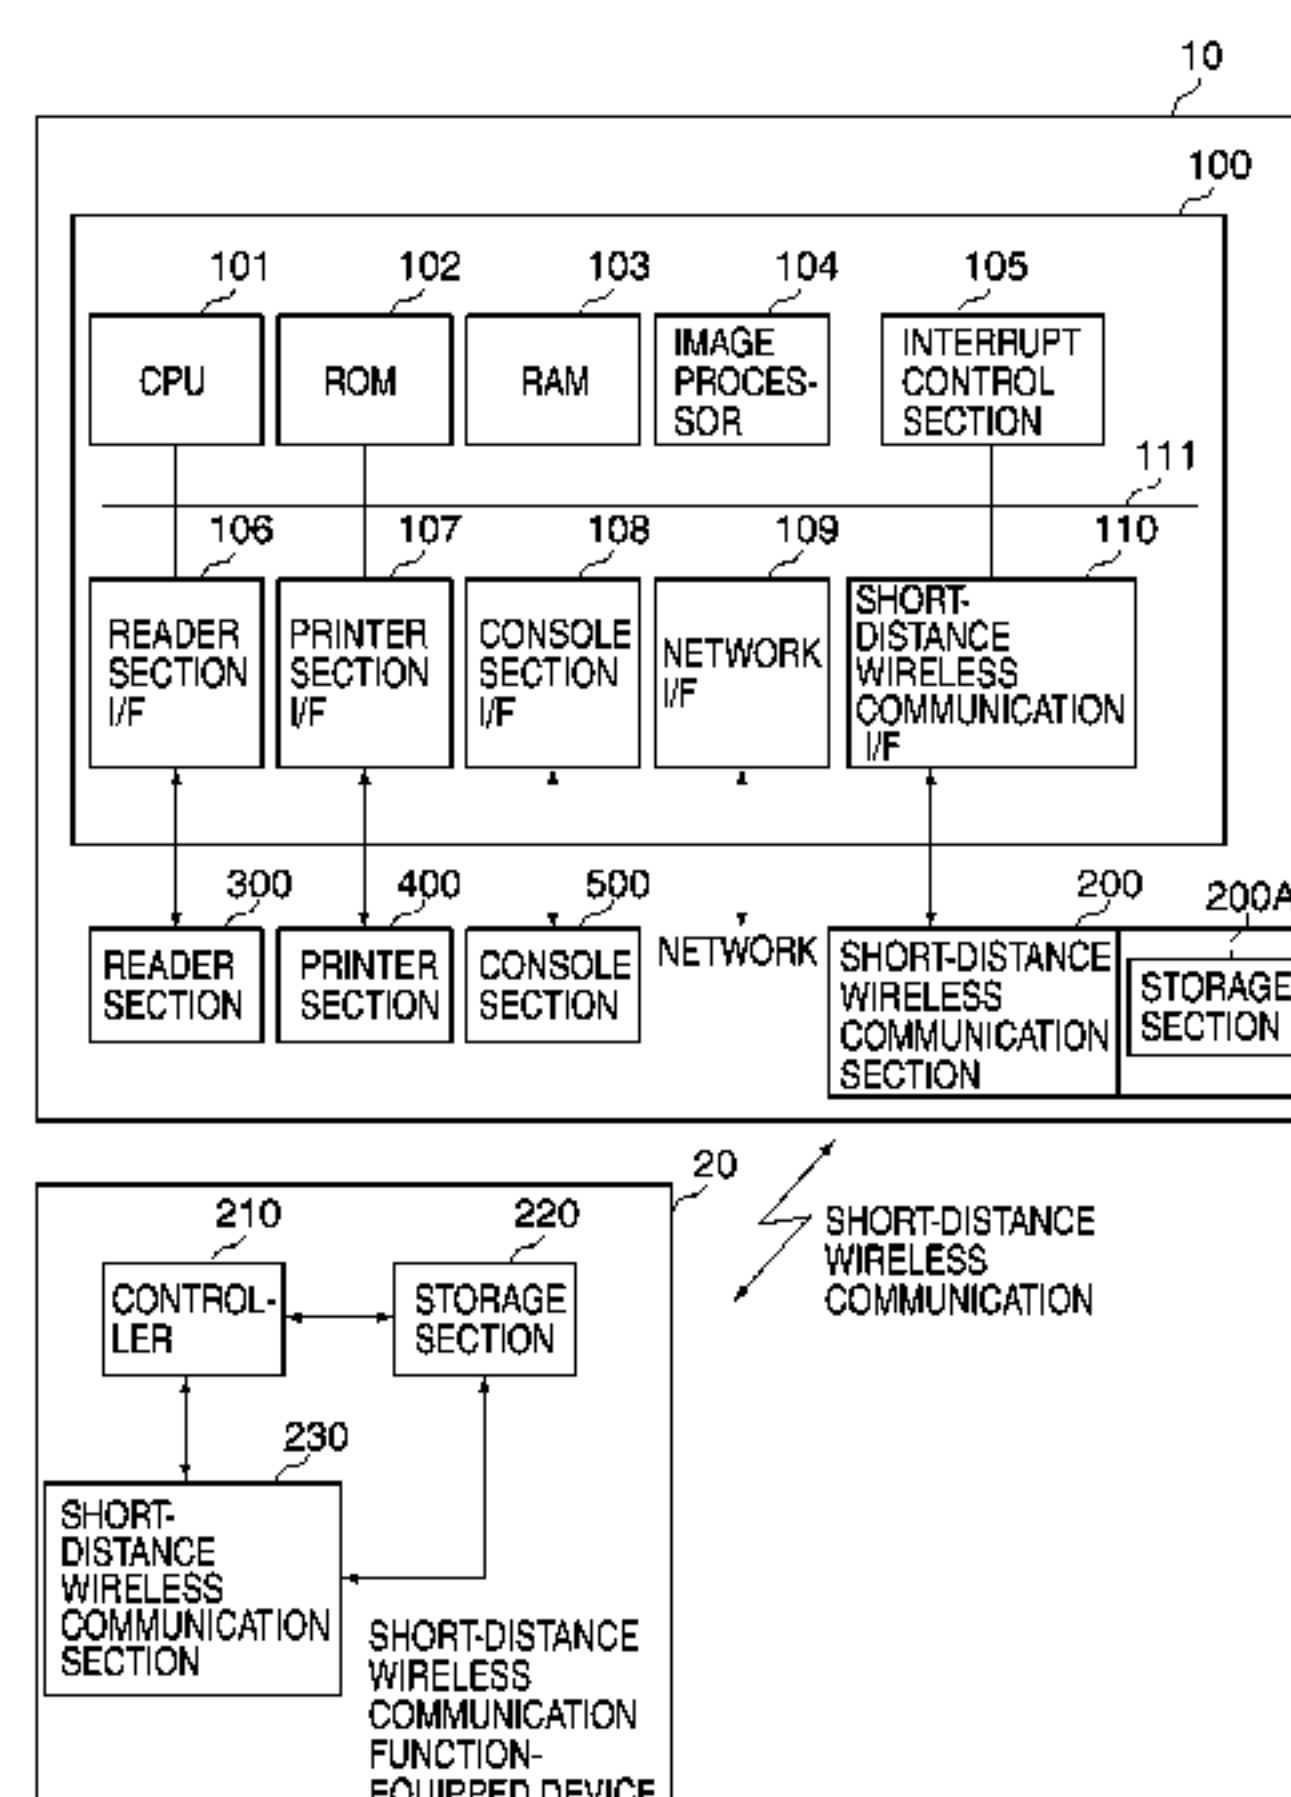 10
100
101 102 103 104 105
CPU
ROM
RAM
IMAGE
PROCES-
SOR
INTERRUPT
CONTROL
SECTION
111
106 107 108 109 110
READER
SECTION
I/F
PRINTER
SECTION
I/F
CONSOLE
SECTION
I/F
NETWORK
I/F
SHORT-
DISTANCE
WIRELESS
COMMUNICATION
I/F
300 400 500 200 200A
READER
SECTION
PRINTER
SECTION
CONSOLE
SECTION
NETWORK
SHORT-DISTANCE
WIRELESS
COMMUNICATION
SECTION
STORAGE
SECTION
20
210 220
CONTROL-
LER
STORAGE
SECTION
SHORT-DISTANCE
WIRELESS
COMMUNICATION
230
SHORT-
DISTANCE
WIRELESS
COMMUNICATION
SECTION
SHORT-DISTANCE
WIRELESS
COMMUNICATION
FUNCTION-
EQUIPPED DEVICE